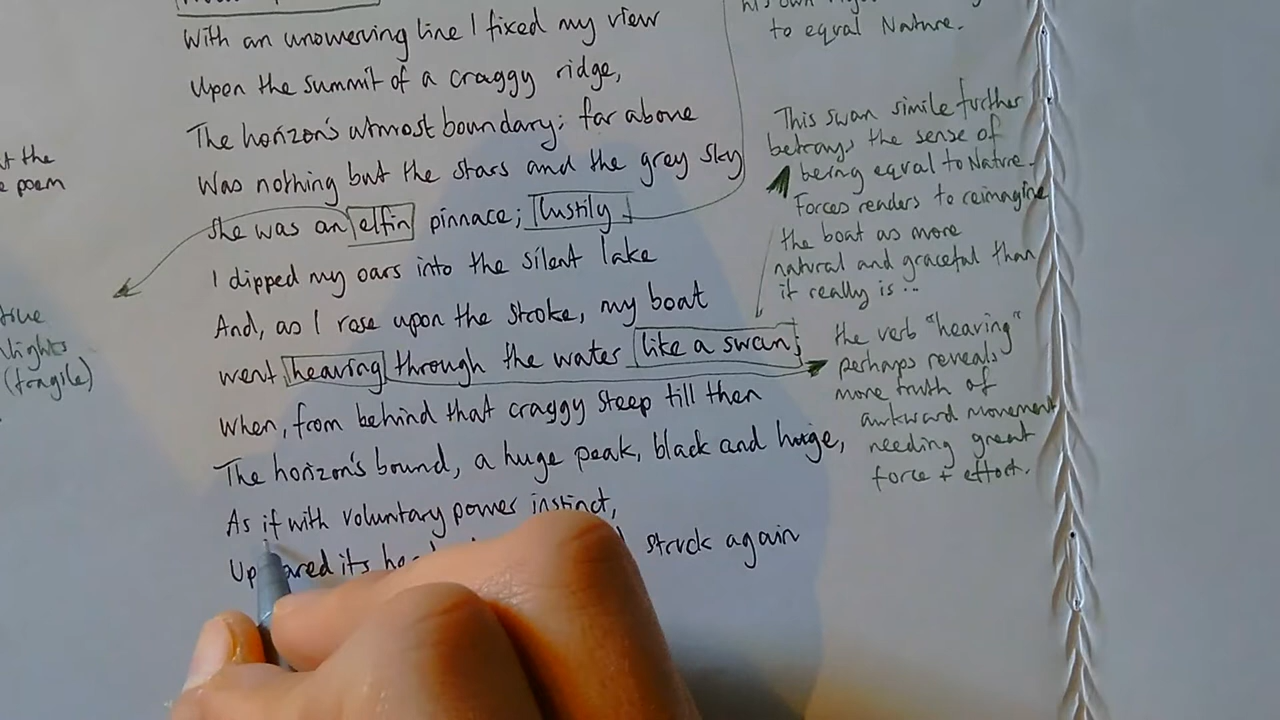 With an unswerving line I fixed my view
Upon the summit of a craggy ridge,
The horizon's utmost boundary; far above
Was nothing but the stars and the grey sky
She was an elfin pinnace; lustily
I dipped my oars into the silent lake
And, as I rose upon the stroke, my boat
went heaving through the water like a swan;
When, from behind that craggy steep till then
The horizon's bound, a huge peak, black and huge,
As if with voluntary power instinct,
its struck again
to equal Nature.
This swan simile further
betrays the sense of
being equal to Nature.
Forces renders to reimagine
the boat as more
natural and graceful than
it really is...
the verb "heaving"
perhaps reveals
more truth of
awkward movement
needing great
force + effort.
t the
e poem
(fragile)